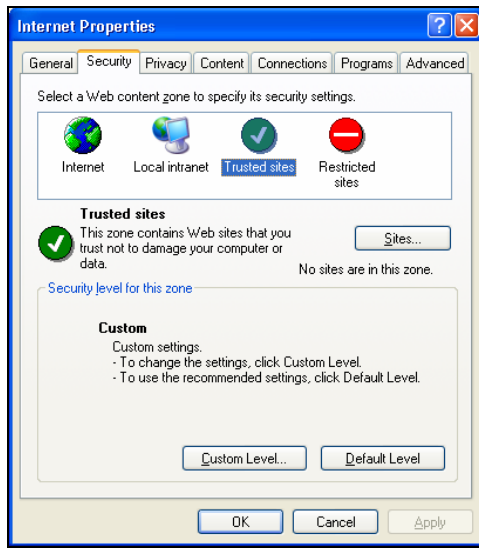 Internet Properties
General Security Privacy Content Connections Programs Advanced
Select a Web content zone to specify its security settings.
Internet Local intranet Trusted sites Restricted
sites
Trusted sites
This zone contains Web sites that you
trust not to damage your computer or
data.
Sites...
No sites are in this zone.
Security level for this zone
Custom
Custom settings.
- To change the settings, click Custom Level.
- To use the recommended settings, click Default Level.
Custom Level... Default Level
OK Cancel Apply